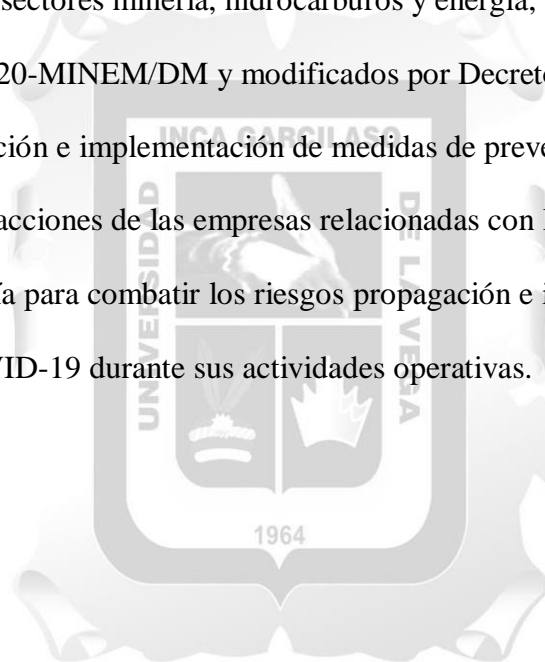 sectores minería, hidrocarburos y energía,
20-MINEM/DM y modificados por Decreto
ción e implementación de medidas de preve
acciones de las empresas relacionadas con
ía para combatir los riesgos propagación e i
VID-19 durante sus actividades operativas.
INCA GARCILASO
UNIVERSIDAD
DE LA VEGA
1964